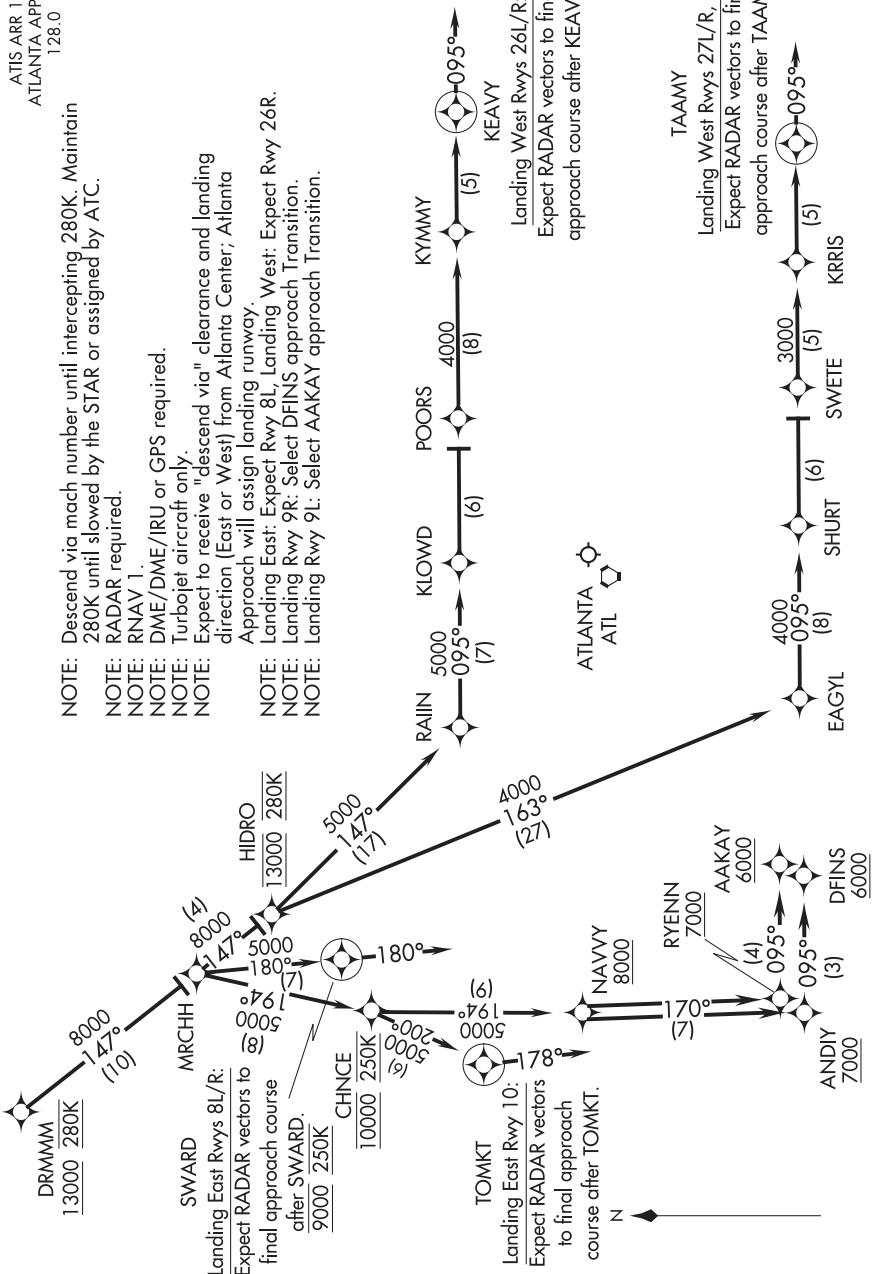 ATIS ARR 1
ATLANTA APP
128.0
NOTE: Descend via mach number until intercepting 280K. Maintain
280K until slowed by the STAR or assigned by ATC.
NOTE: RADAR required.
NOTE: RNAV 1.
NOTE: DME/DME/IRU or GPS required.
NOTE: Turbojet aircraft only.
NOTE: Expect to receive "descend via" clearance and landing
direction (East or West) from Atlanta Center; Atlanta
Approach will assign landing runway.
NOTE: Landing East: Expect Rwy 8L, Landing West: Expect Rwy 26R.
NOTE: Landing Rwy 9R: Select DFINS approach Transition.
NOTE: Landing Rwy 9L: Select AAKAY approach Transition.
DRMMM
13000 280K
8000
147°
(10)
MRCHH
(4)
8000
147°
HIDRO
13000 280K
5000
180°
(7)
180°
SWARD
Landing East Rwys 8L/R:
Expect RADAR vectors to
final approach course
after SWARD.
9000 250K
194°
5000
(8)
CHNCE
10000 250K
5000
200°
(6)
194°
5000
(9)
178°
TOMKT
Landing East Rwy 10:
Expect RADAR vectors
to final approach
course after TOMKT.
NAVVY
8000
170°
(7)
RYENN
7000
ANDIY
7000
(4)
095°
095°
(3)
AAKAY
6000
DFINS
6000
5000
147°
(17)
4000
163°
(27)
RAIIN
5000
095°
(7)
KLOWD
(6)
POORS
4000
(8)
KYMMY
(5)
095°
KEAVY
Landing West Rwys 26L/R:
Expect RADAR vectors to fin
approach course after KEAV
ATLANTA
ATL
EAGYL
4000
095°
(8)
SHURT
(6)
SWETE
3000
(5)
KRRIS
(5)
095°
TAAMY
Landing West Rwys 27L/R,
Expect RADAR vectors to fin
approach course after TAAM
N